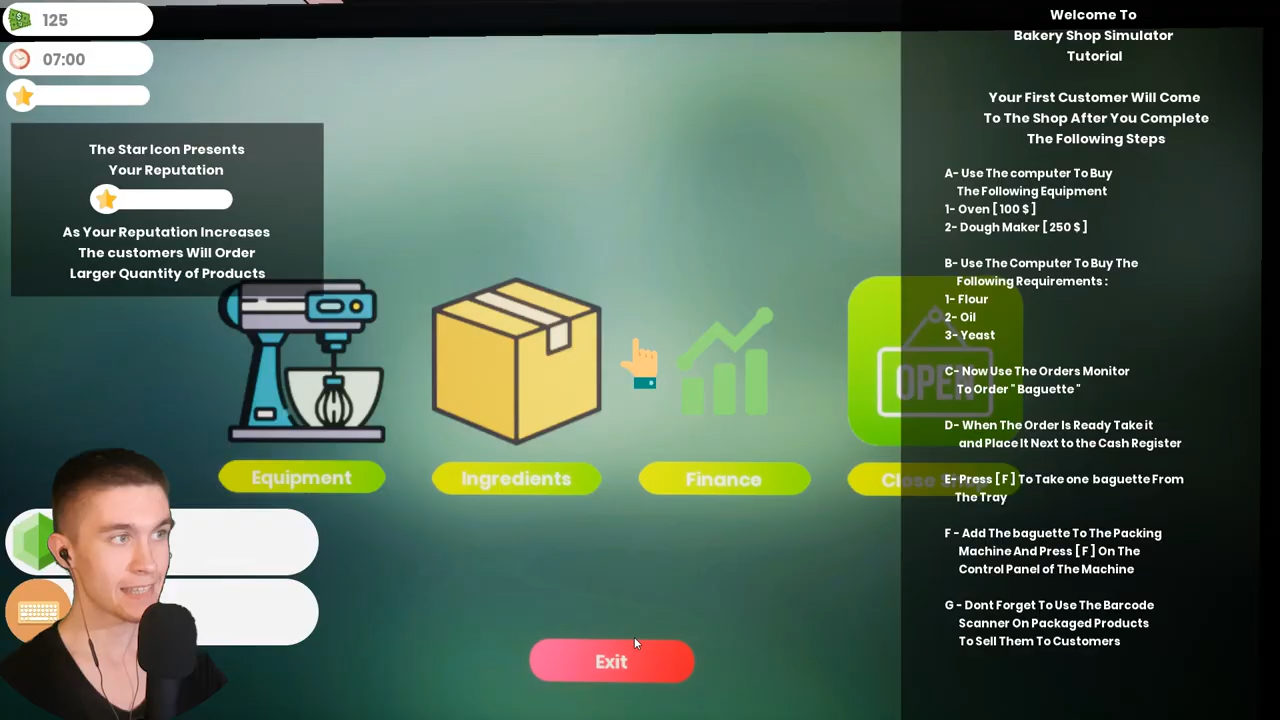 125
07:00
The Star Icon Presents
Your Reputation
As Your Reputation Increases
The customers Will Order
Larger Quantity of Products
Equipment
Ingredients
Finance
OPEN
Close Shop
Exit
Welcome To
Bakery Shop Simulator
Tutorial
Your First Customer Will Come
To The Shop After You Complete
The Following Steps
A- Use The computer To Buy
The Following Equipment
1- Oven [ 100 $ ]
2- Dough Maker [ 250 $ ]
B- Use The Computer To Buy The
Following Requirements :
1- Flour
2- Oil
3- Yeast
C- Now Use The Orders Monitor
To Order " Baguette "
D- When The Order Is Ready Take it
and Place It Next to the Cash Register
E- Press [ F ] To Take one baguette From
The Tray
F - Add The baguette To The Packing
Machine And Press [ F ] On The
Control Panel of The Machine
G - Dont Forget To Use The Barcode
Scanner On Packaged Products
To Sell Them To Customers